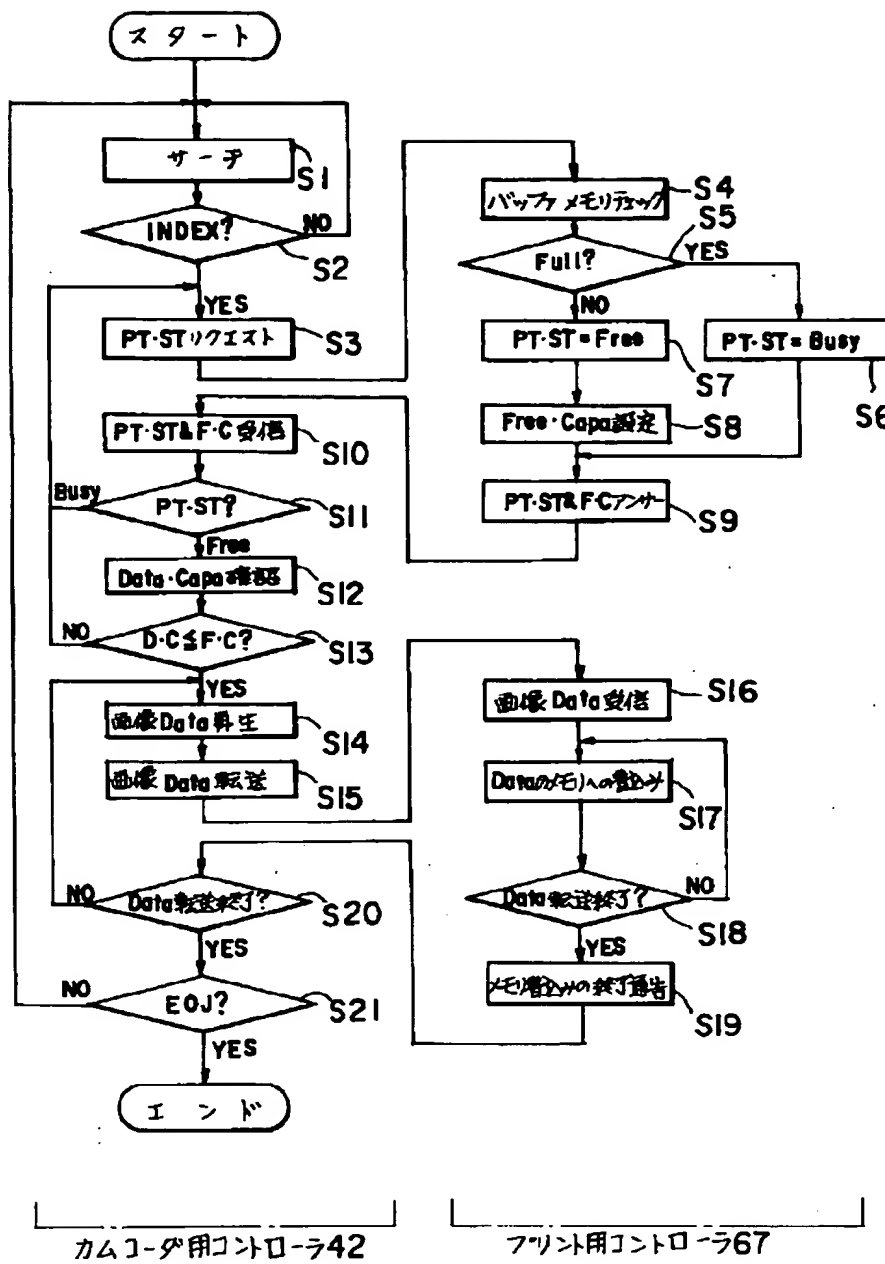 スタート
サーチ
S1
INDEX?
NO
S2
YES
PT·STリクエスト
S3
バッファメモリチェック
S4
S5
Full?
YES
NO
PT·ST=Free
S7
PT·ST=Busy
S6
Free·Capa設定
S8
PT·ST&F·Cアンサー
S9
PT·ST&F·C受信
S10
Busy
PT·ST?
S11
Free
Data·Capa確認
S12
NO
D·C≦F·C?
S13
YES
画像Data再生
S14
画像Data転送
S15
画像Data受信
S16
Dataのメモリへの書込み
S17
Data転送終了?
NO
S18
YES
メモリ書込みの終了通告
S19
NO
Data転送終了?
S20
YES
NO
EOJ?
S21
YES
エンド
カムコーダ用コントローラ42
プリント用コントローラ67